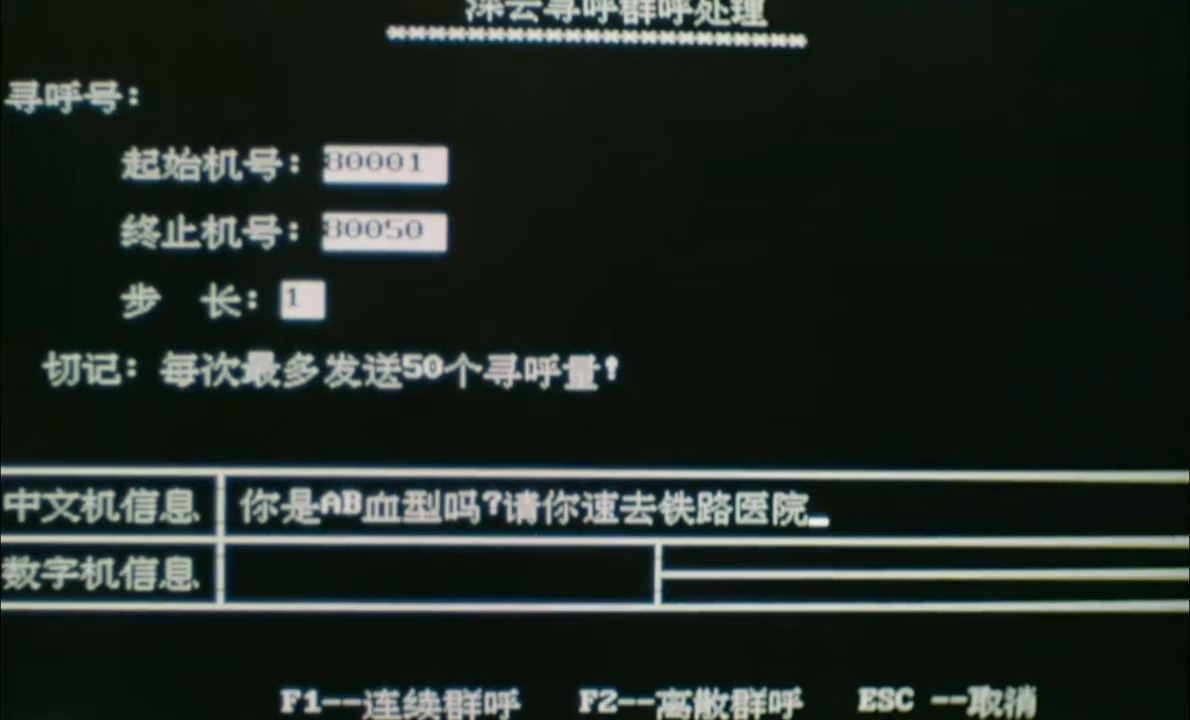 寻呼群呼处理
********************
寻呼号:
起始机号: 80001
终止机号: 80050
步 长: 1
切记: 每次最多发送50个寻呼量!
中文机信息 你是AB血型吗?请你速去铁路医院_
数字机信息
F1--连续群呼 F2--离散群呼 ESC --取消